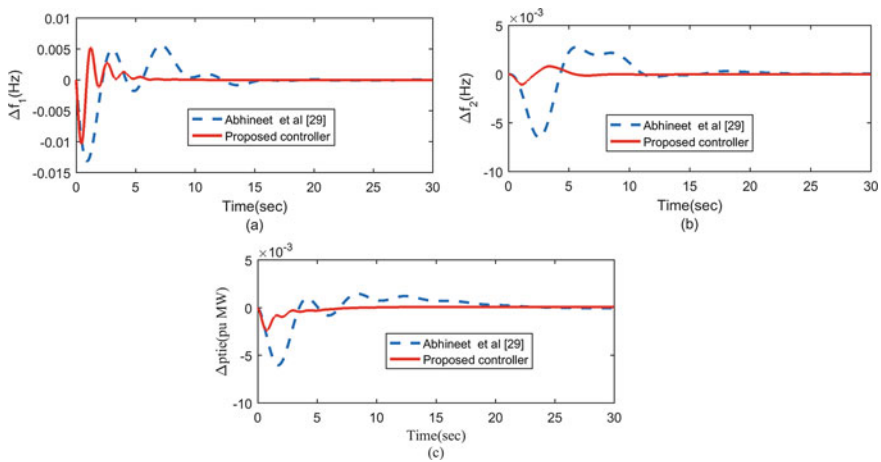 0.01
0.005
0
-0.005
-0.01
-0.015
Δf1(Hz)
Abhineet et al [29]
Proposed controller
0 5 10 15 20 25 30
Time(sec)
(a)
×10-3
5
0
-5
-10
Δf2(Hz)
Abhineet et al [29]
Proposed controller
0 5 10 15 20 25 30
Time(sec)
(b)
×10-3
5
0
-5
-10
Δptie(pu MW)
Abhineet et al [29]
Proposed controller
0 5 10 15 20 25 30
Time(sec)
(c)